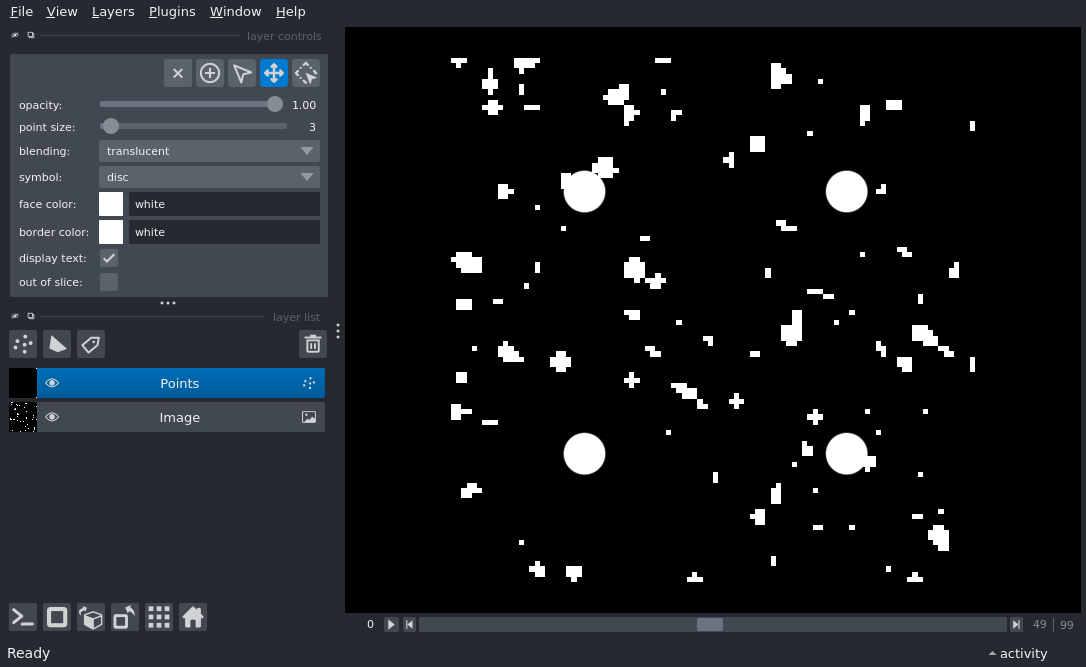 File View Layers Plugins Window Help
layer controls
opacity: 1.00
point size: 3
blending: translucent
symbol: disc
face color: white
border color: white
display text:
out of slice:
layer list
Points
Image
0 49 | 99
Ready activity